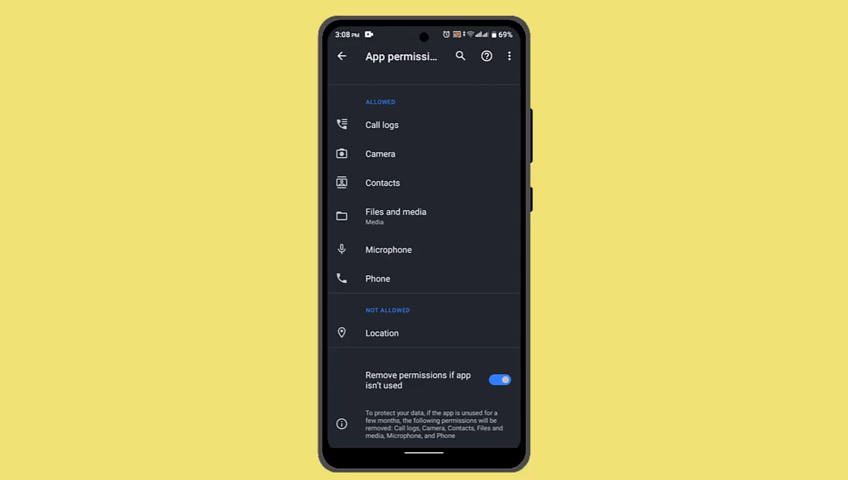 3:08 PM 69%
App permissi...
ALLOWED
Call logs
Camera
Contacts
Files and media
Media
Microphone
Phone
NOT ALLOWED
Location
Remove permissions if app
isn't used
To protect your data, if the app is unused for a
few months, the following permissions will be
removed: Call logs, Camera, Contacts, Files and
media, Microphone, and Phone